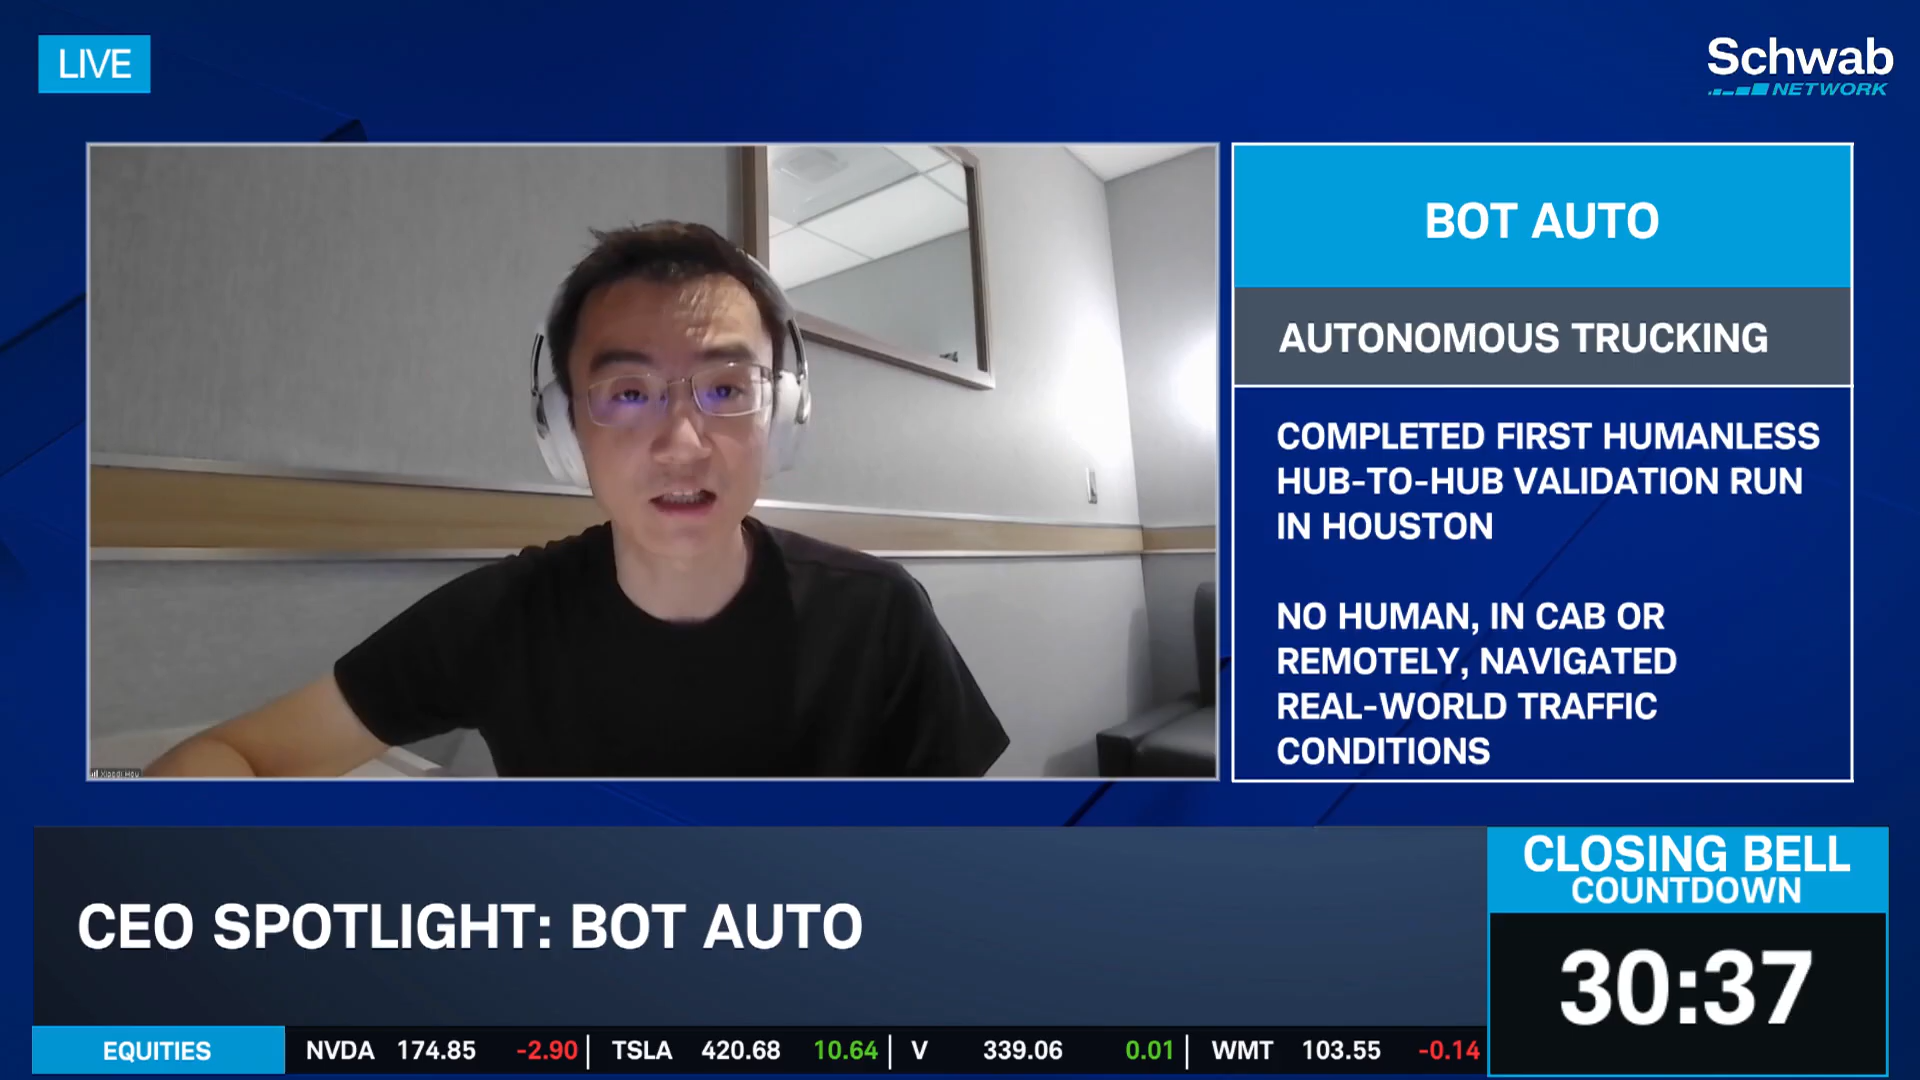 LIVE
Schwab
NETWORK
BOT AUTO
AUTONOMOUS TRUCKING
COMPLETED FIRST HUMANLESS
HUB-TO-HUB VALIDATION RUN
IN HOUSTON
NO HUMAN, IN CAB OR
REMOTELY, NAVIGATED
REAL-WORLD TRAFFIC
CONDITIONS
Xiaodi Hou
CEO SPOTLIGHT: BOT AUTO
CLOSING BELL
COUNTDOWN
30:37
EQUITIES NVDA 174.85 -2.90 TSLA 420.68 10.64 V 339.06 0.01 WMT 103.55 -0.14